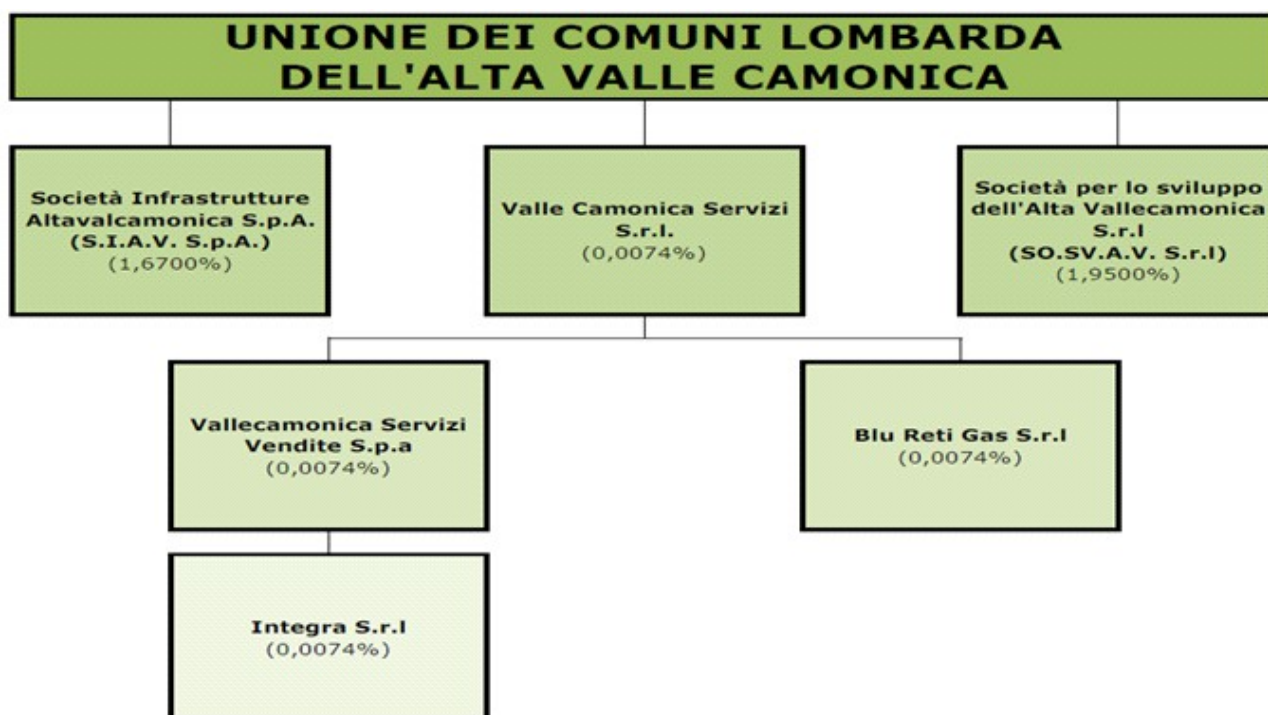 UNIONE DEI COMUNI LOMBARDA
DELL'ALTA VALLE CAMONICA
Società Infrastrutture
Altavalcamonica S.p.A.
(S.I.A.V. S.p.A.)
(1,6700%)
Valle Camonica Servizi
S.r.l.
(0,0074%)
Società per lo sviluppo
dell'Alta Vallecamonica
S.r.l
(SO.SV.A.V. S.r.l)
(1,9500%)
Vallecamonica Servizi
Vendite S.p.a
(0,0074%)
Blu Reti Gas S.r.l
(0,0074%)
Integra S.r.l
(0,0074%)